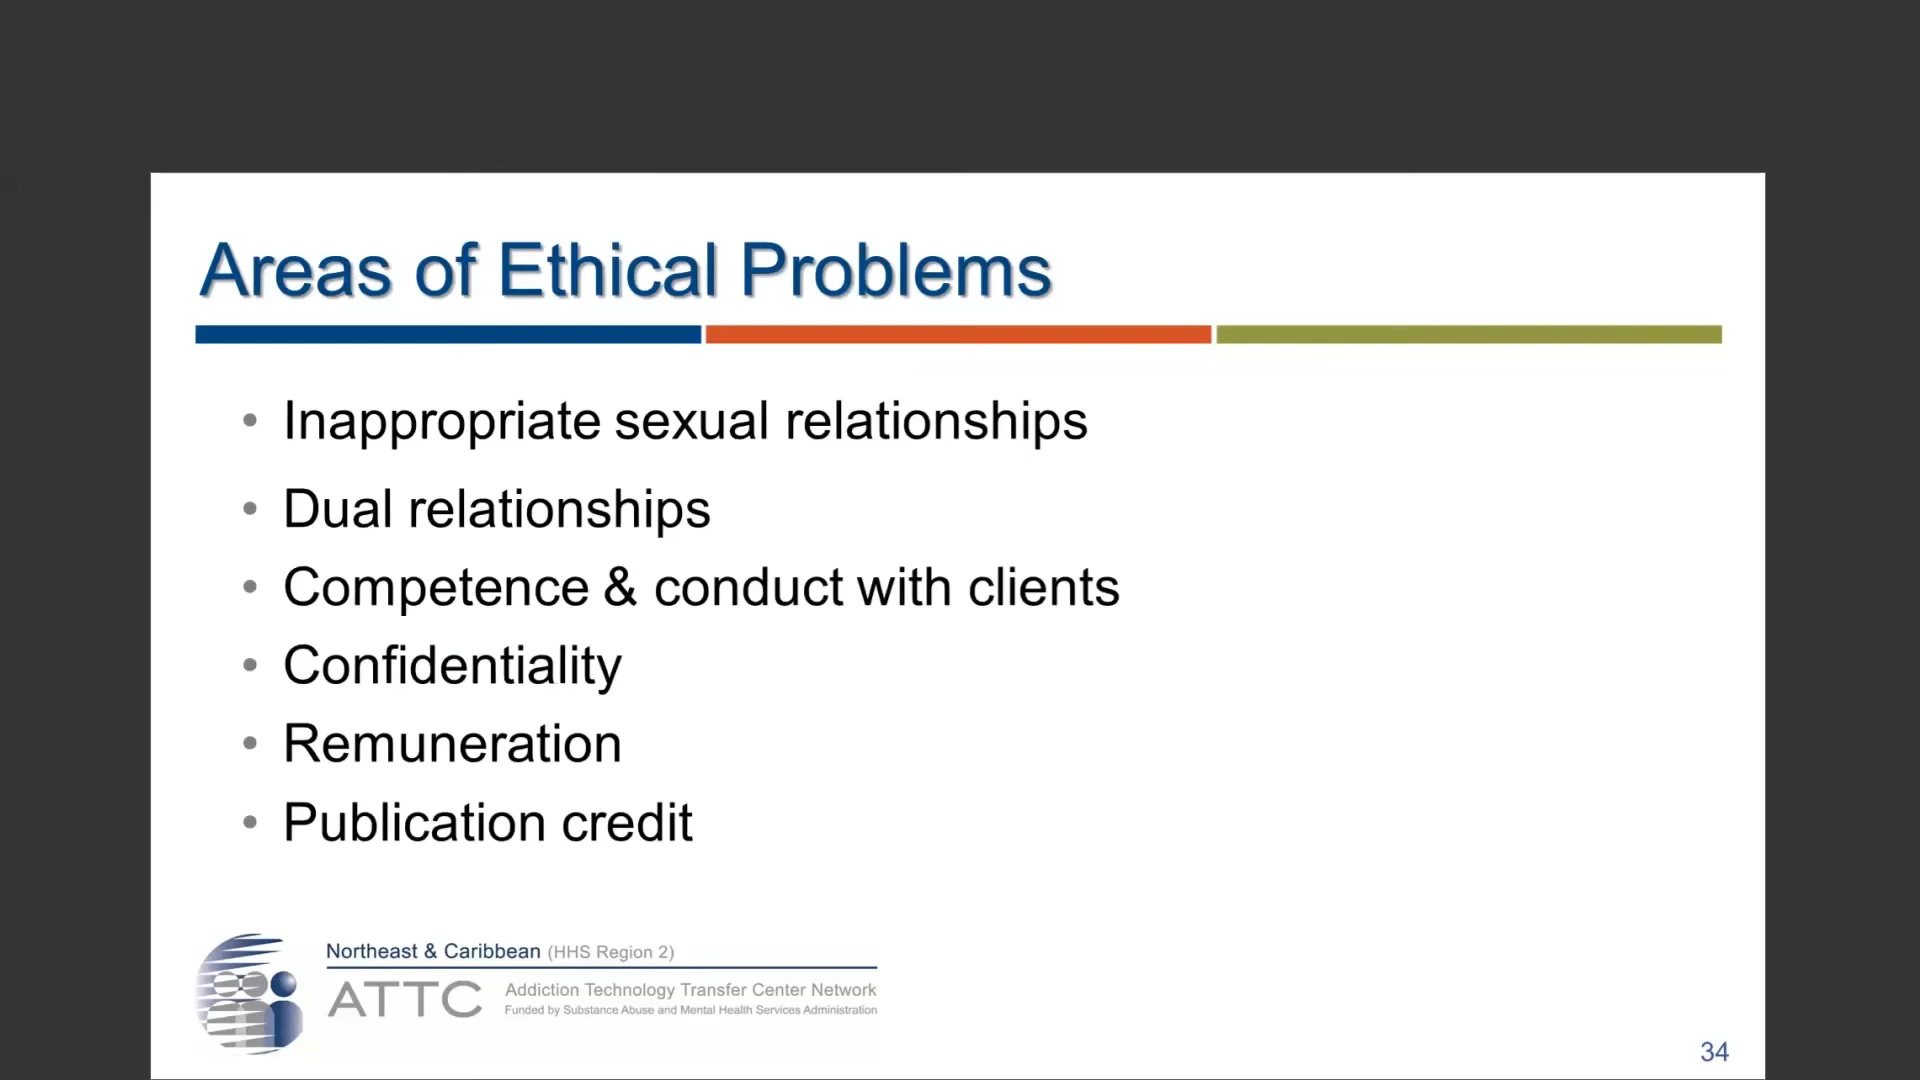 Areas of Ethical Problems
• Inappropriate sexual relationships
• Dual relationships
• Competence & conduct with clients
• Confidentiality
• Remuneration
• Publication credit
Northeast & Caribbean (HHS Region 2)
ATTC
Addiction Technology Transfer Center Network
Funded by Substance Abuse and Mental Health Services Administration
34